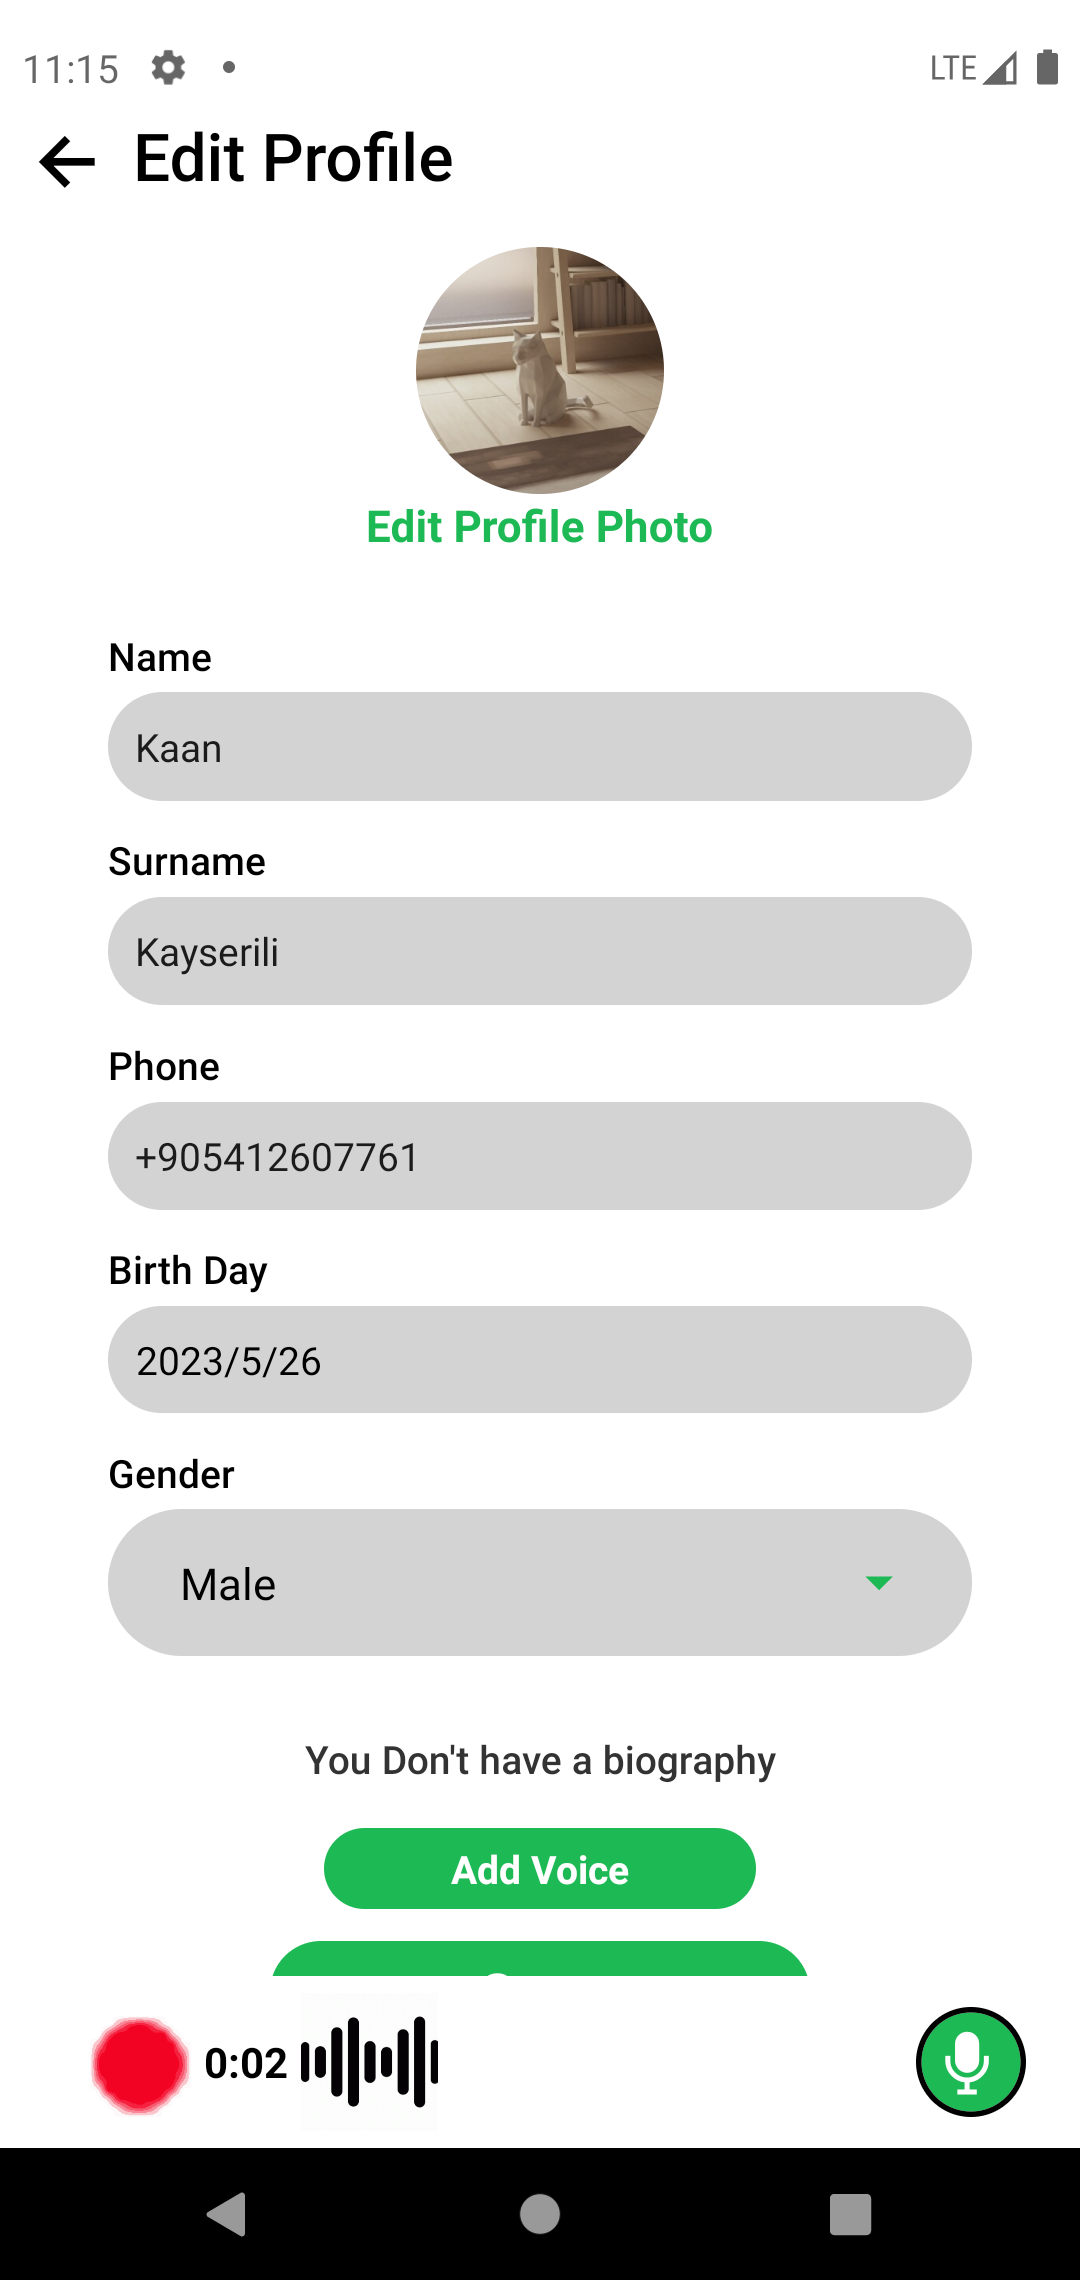 11:15
LTE
Edit Profile
Edit Profile Photo
Name
Kaan
Surname
Kayserili
Phone
+905412607761
Birth Day
2023/5/26
Gender
Male
You Don't have a biography
Add Voice
0:02